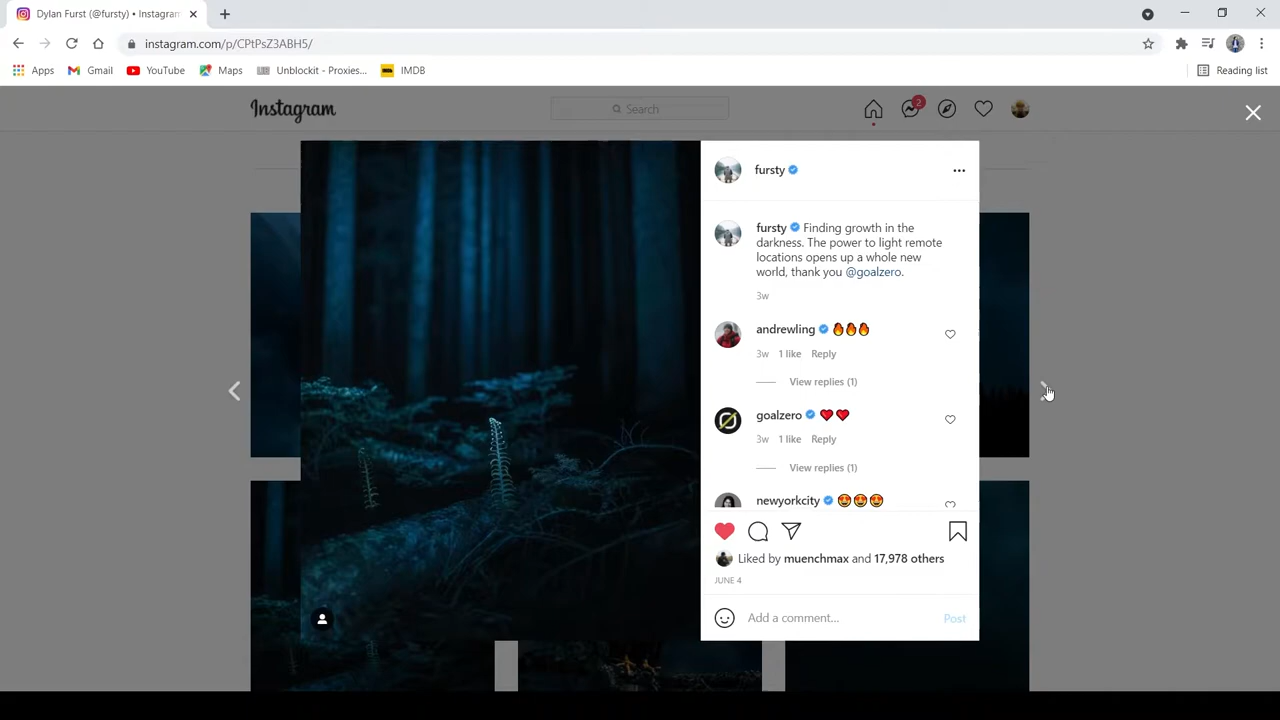 Dylan Furst (@fursty) • Instagram
instagram.com/p/CPtPsZ3ABH5/
Apps Gmail YouTube Maps Unblockit - Proxies... IMDB Reading list
Instagram
Search
2
fursty
fursty Finding growth in the
darkness. The power to light remote
locations opens up a whole new
world, thank you @goalzero.
3w
andrewling 🔥🔥🔥
3w 1 like Reply
View replies (1)
goalzero ❤️❤️
3w 1 like Reply
View replies (1)
newyorkcity 😍😍😍
Liked by muenchmax and 17,978 others
JUNE 4
Add a comment... Post